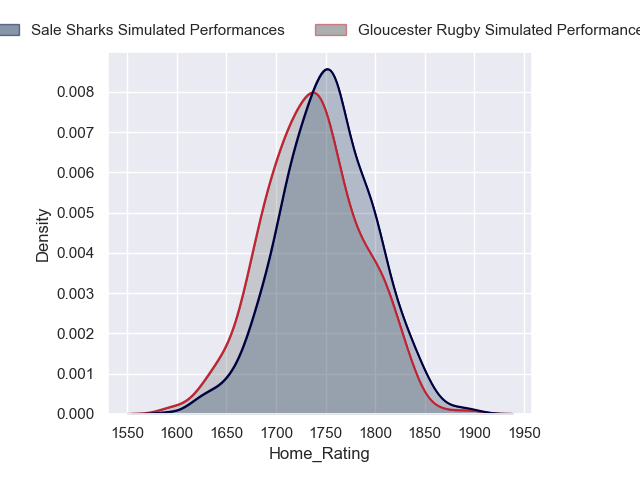 Sale Sharks Simulated Performances Gloucester Rugby Simulated Performance
0.008
0.007
0.006
0.005
0.004
0.003
0.002
0.001
0.000
Density
1550 1600 1650 1700 1750 1800 1850 1900 1950
Home_Rating